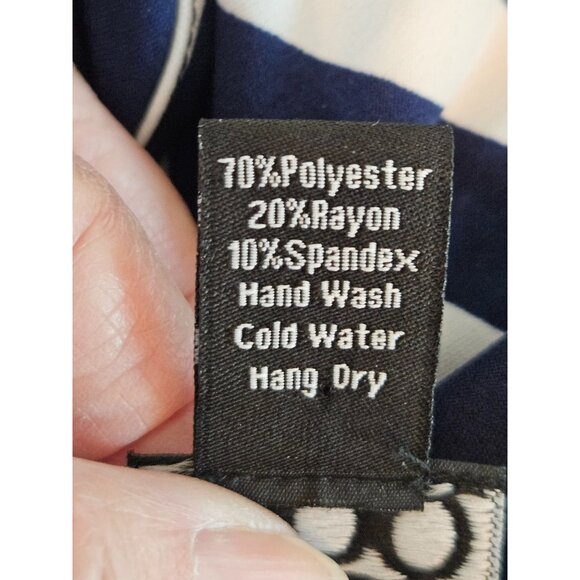 70%Polyester
20%Rayon
10%Spandex
Hand Wash
Cold Water
Hang Dry